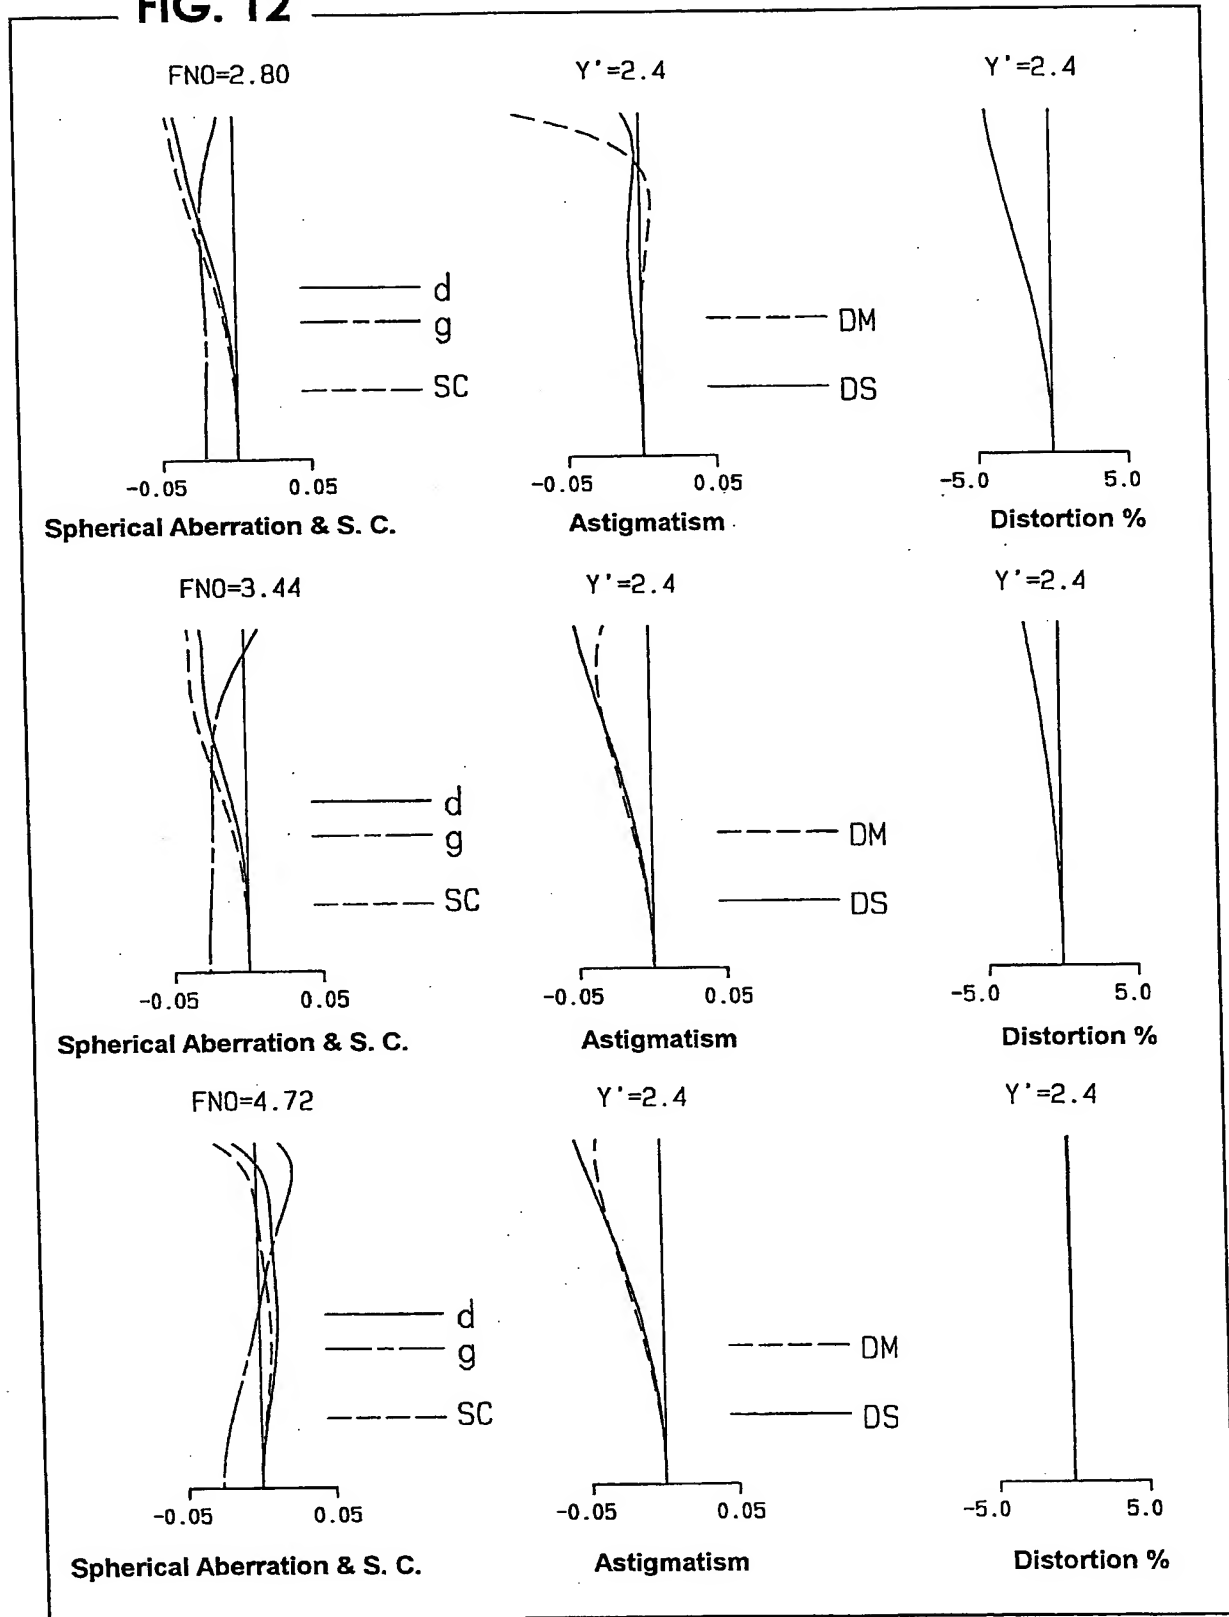 FIG. 12
FNO=2.80 Y'=2.4 Y'=2.4
d
g
SC
DM
DS
-0.05 0.05 -0.05 0.05 -5.0 5.0
Spherical Aberration & S. C. Astigmatism Distortion %
FNO=3.44 Y'=2.4 Y'=2.4
d
g
SC
DM
DS
-0.05 0.05 -0.05 0.05 -5.0 5.0
Spherical Aberration & S. C. Astigmatism Distortion %
FNO=4.72 Y'=2.4 Y'=2.4
d
g
SC
DM
DS
-0.05 0.05 -0.05 0.05 -5.0 5.0
Spherical Aberration & S. C. Astigmatism Distortion %